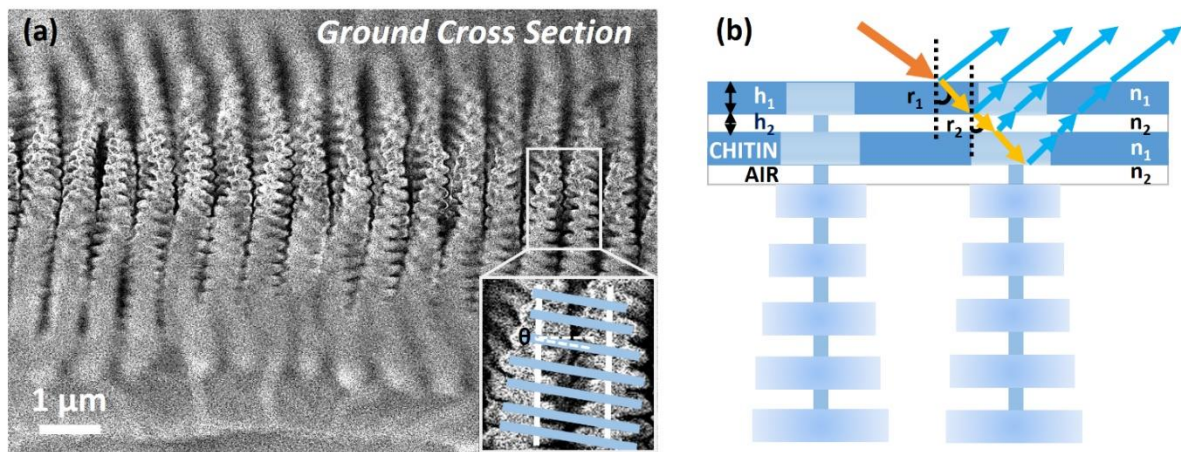 (a)
Ground Cross Section
θ
1 μm
(b)
h₁
r₁
n₁
h₂
r₂
n₂
CHITIN
n₁
AIR
n₂